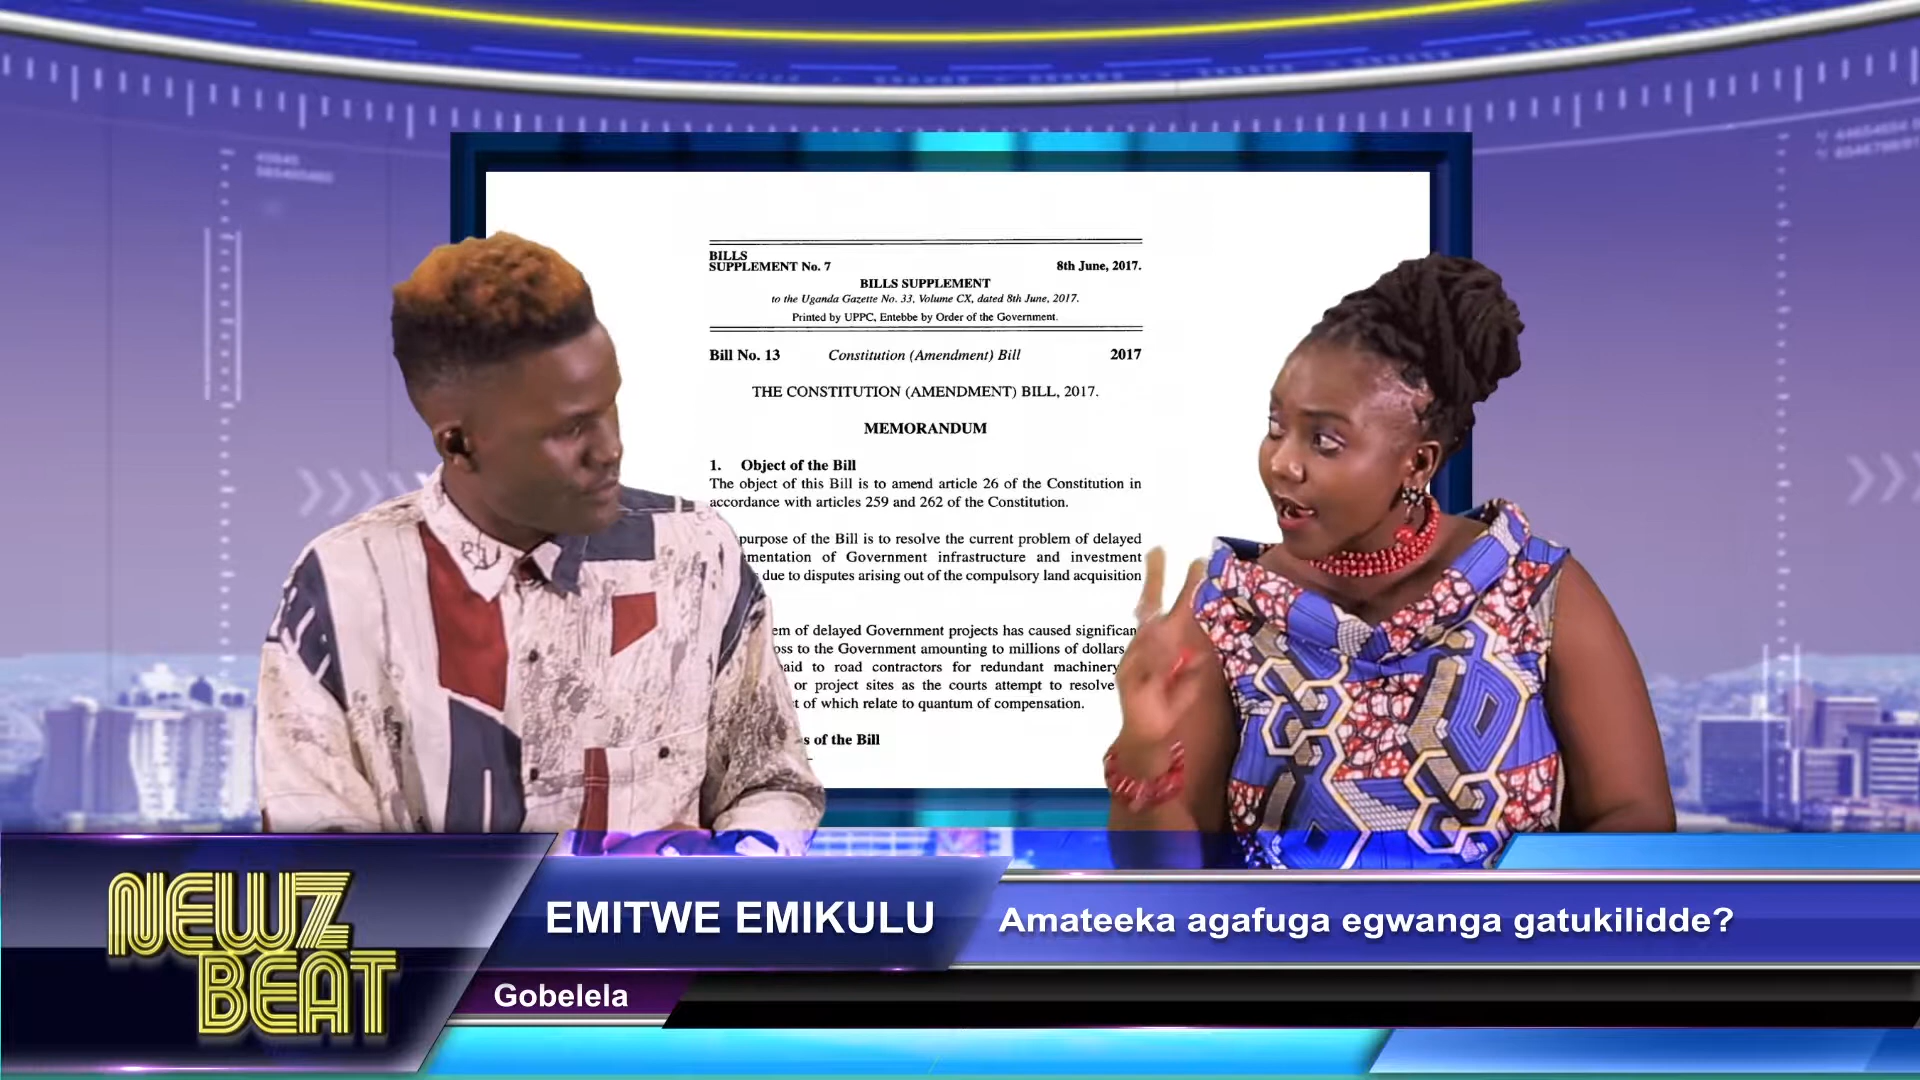 BILLS
SUPPLEMENT No. 7
8th June, 2017.
BILLS SUPPLEMENT
to the Uganda Gazette No. 33, Volume CX, dated 8th June, 2017.
Printed by UPPC, Entebbe by Order of the Government.
Bill No. 13 Constitution (Amendment) Bill 2017
THE CONSTITUTION (AMENDMENT) BILL, 2017.
MEMORANDUM
1. Object of the Bill
The object of this Bill is to amend article 26 of the Constitution in
accordance with articles 259 and 262 of the Constitution.
purpose of the Bill is to resolve the current problem of delayed
of Government infrastructure and investment
due to disputes arising out of the compulsory land acquisition
of delayed Government projects has caused
to the Government amounting to millions of dollars
to road contractors for redundant machinery
or project sites as the courts attempt to resolve
of which relate to quantum of compensation.
of the Bill
NEWZ
BEAT
EMITWE EMIKULU
Amateeka agafuga egwanga gatukilidde?
Gobelela